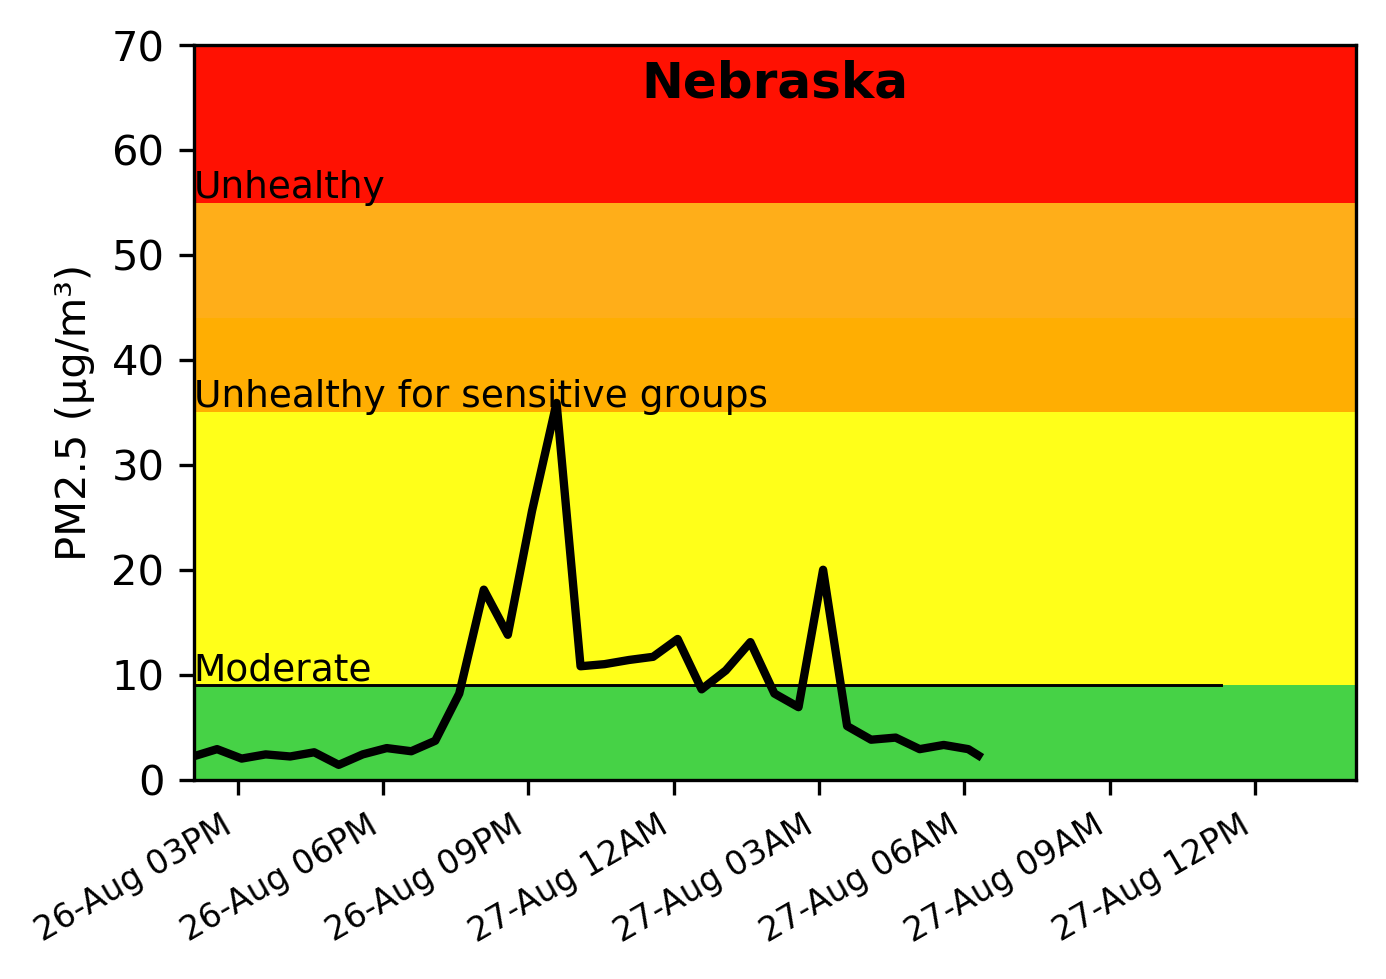 Nebraska
PM2.5 (µg/m³)
70
60
50
40
30
20
10
0
Unhealthy
Unhealthy for sensitive groups
Moderate
26-Aug 03PM
26-Aug 06PM
26-Aug 09PM
27-Aug 12AM
27-Aug 03AM
27-Aug 06AM
27-Aug 09AM
27-Aug 12PM